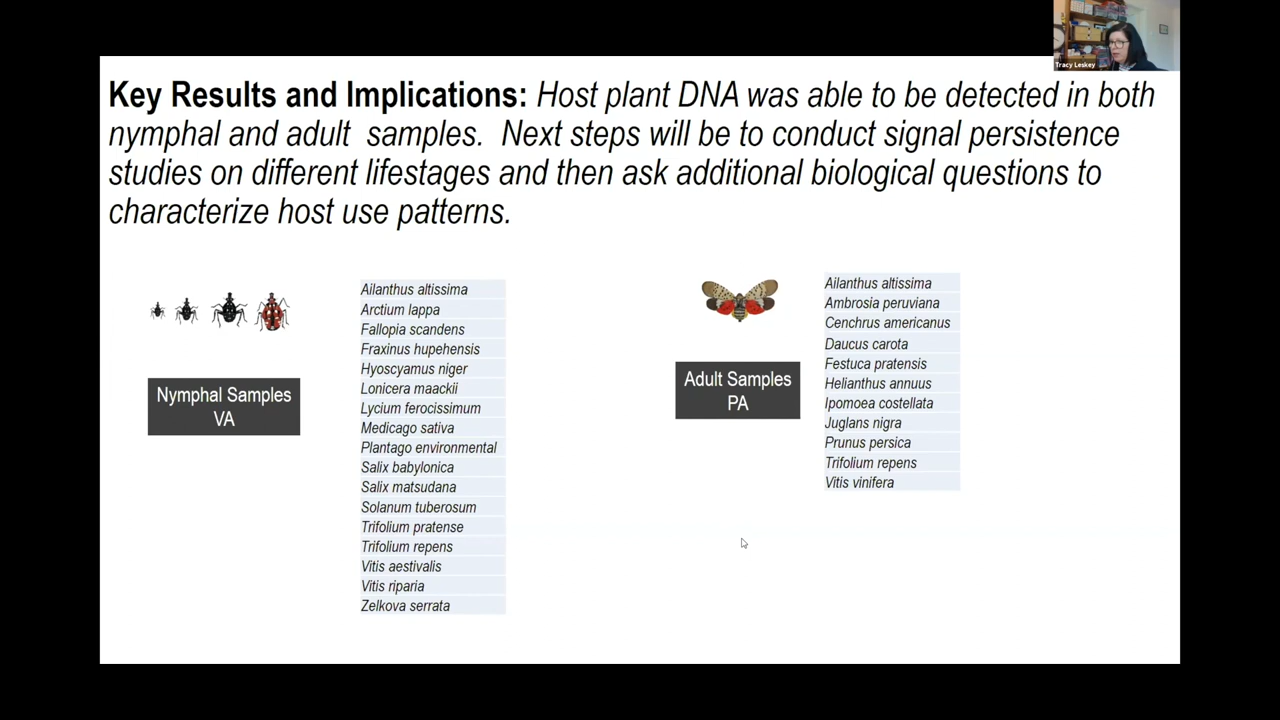 Tracy Leskey
Key Results and Implications: Host plant DNA was able to be detected in both
nymphal and adult samples. Next steps will be to conduct signal persistence
studies on different lifestages and then ask additional biological questions to
characterize host use patterns.
Nymphal Samples
VA
Ailanthus altissima
Arctium lappa
Fallopia scandens
Fraxinus hupehensis
Hyoscyamus niger
Lonicera maackii
Lycium ferocissimum
Medicago sativa
Plantago environmental
Salix babylonica
Salix matsudana
Solanum tuberosum
Trifolium pratense
Trifolium repens
Vitis aestivalis
Vitis riparia
Zelkova serrata
Adult Samples
PA
Ailanthus altissima
Ambrosia peruviana
Cenchrus americanus
Daucus carota
Festuca pratensis
Helianthus annuus
Ipomoea costellata
Juglans nigra
Prunus persica
Trifolium repens
Vitis vinifera